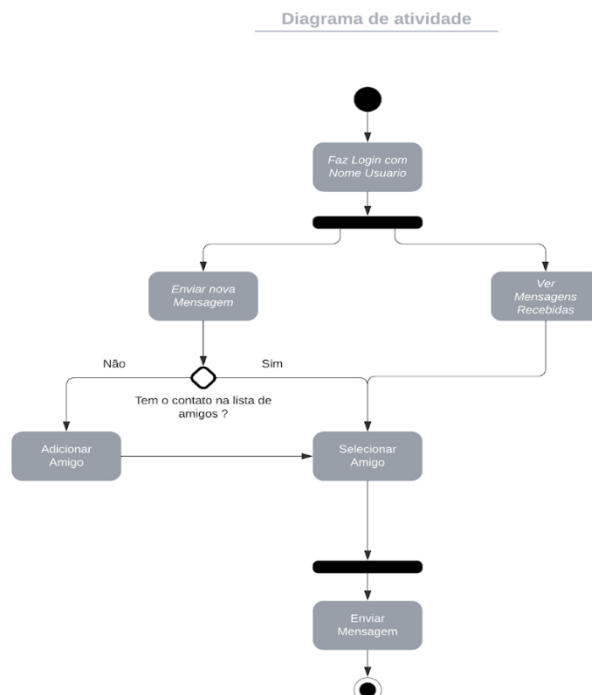 Diagrama de atividade
Faz Login com
Nome Usuario
Enviar nova
Mensagem
Ver
Mensagens
Recebidas
Não
Sim
Tem o contato na lista de
amigos ?
Adicionar
Amigo
Selecionar
Amigo
Enviar
Mensagem